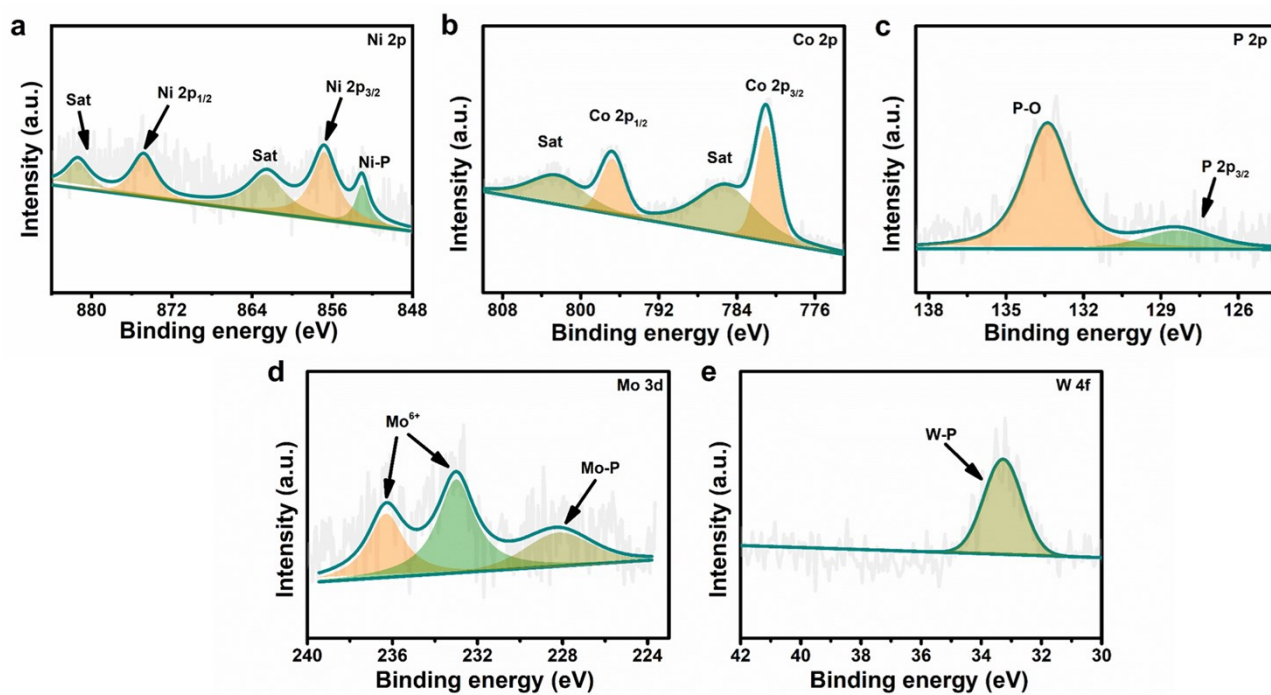 a
Ni 2p
Sat
Ni 2p1/2
Ni 2p3/2
Sat
Ni-P
Intensity (a.u.)
880 872 864 856 848
Binding energy (eV)
b
Co 2p
Sat
Co 2p1/2
Sat
Co 2p3/2
Intensity (a.u.)
808 800 792 784 776
Binding energy (eV)
c
P 2p
P-O
P 2p3/2
Intensity (a.u.)
138 135 132 129 126
Binding energy (eV)
d
Mo 3d
Mo6+
Mo-P
Intensity (a.u.)
240 236 232 228 224
Binding energy (eV)
e
W 4f
W-P
Intensity (a.u.)
42 40 38 36 34 32 30
Binding energy (eV)